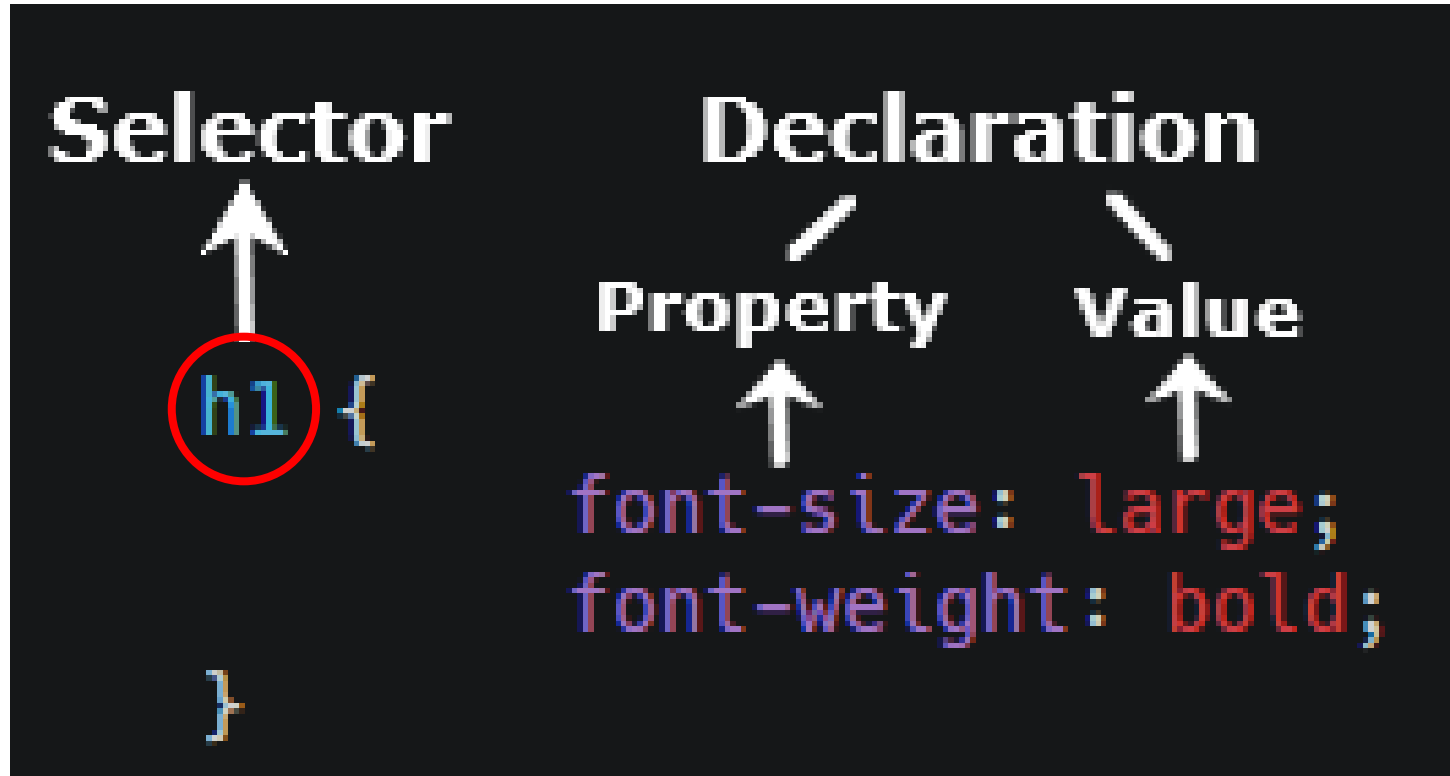 Selector Declaration
Property Value
h1 {
font-size: large;
font-weight: bold;
}